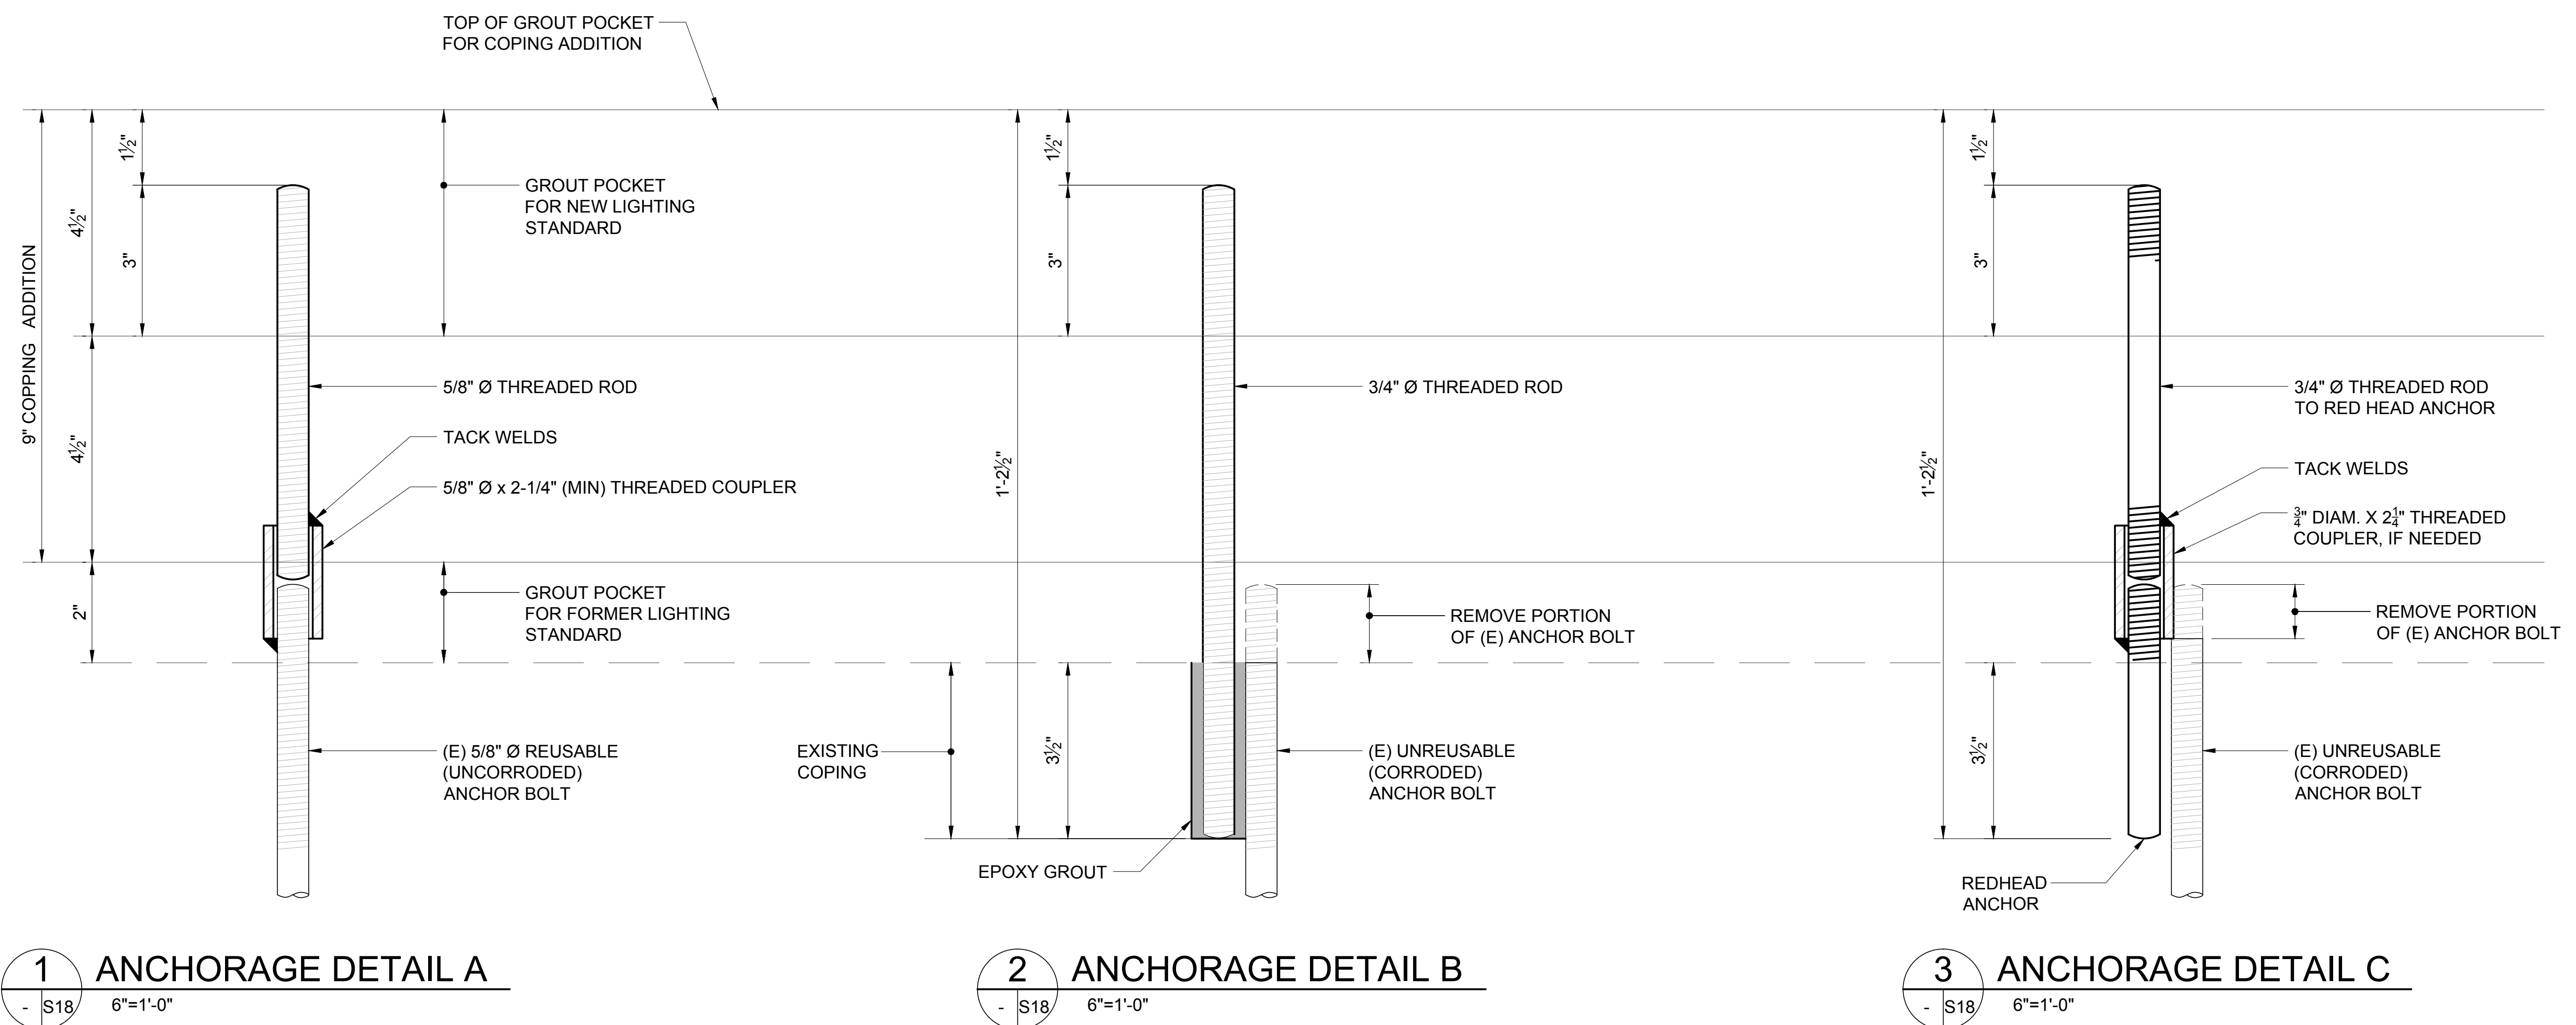 TOP OF GROUT POCKET
FOR COPING ADDITION
9" COPPING ADDITION
4½"
4½"
2"
1½"
3"
GROUT POCKET
FOR NEW LIGHTING
STANDARD
5/8" Ø THREADED ROD
TACK WELDS
5/8" Ø x 2-1/4" (MIN) THREADED COUPLER
GROUT POCKET
FOR FORMER LIGHTING
STANDARD
(E) 5/8" Ø REUSABLE
(UNCORRODED)
ANCHOR BOLT
1
ANCHORAGE DETAIL A
- S18
6"=1'-0"
1'-2½"
1½"
3"
3/4" Ø THREADED ROD
REMOVE PORTION
OF (E) ANCHOR BOLT
EXISTING
COPING
3½"
(E) UNREUSABLE
(CORRODED)
ANCHOR BOLT
EPOXY GROUT
2
ANCHORAGE DETAIL B
- S18
6"=1'-0"
1'-2½"
1½"
3"
3/4" Ø THREADED ROD
TO RED HEAD ANCHOR
TACK WELDS
¾" DIAM. X 2¼" THREADED
COUPLER, IF NEEDED
REMOVE PORTION
OF (E) ANCHOR BOLT
3½"
(E) UNREUSABLE
(CORRODED)
ANCHOR BOLT
REDHEAD
ANCHOR
3
ANCHORAGE DETAIL C
- S18
6"=1'-0"